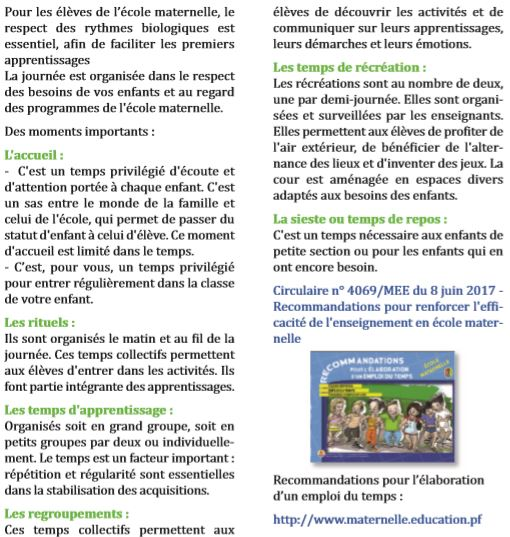 Pour les élèves de l'école maternelle, le
respect des rythmes biologiques est
essentiel, afin de faciliter les premiers
apprentissages
La journée est organisée dans le respect
des besoins de vos enfants et au regard
des programmes de l'école maternelle.
Des moments importants :
L'accueil :
- C'est un temps privilégié d'écoute et
d'attention portée à chaque enfant. C'est
un sas entre le monde de la famille et
celui de l'école, qui permet de passer du
statut d'enfant à celui d'élève. Ce moment
d'accueil est limité dans le temps.
- C'est, pour vous, un temps privilégié
pour entrer régulièrement dans la classe
de votre enfant.
Les rituels :
Ils sont organisés le matin et au fil de la
journée. Ces temps collectifs permettent
aux élèves d'entrer dans les activités. Ils
font partie intégrante des apprentissages.
Les temps d'apprentissage :
Organisés soit en grand groupe, soit en
petits groupes par deux ou individuelle-
ment. Le temps est un facteur important :
répétition et régularité sont essentielles
dans la stabilisation des acquisitions.
Les regroupements :
Ces temps collectifs permettent aux
élèves de découvrir les activités et de
communiquer sur leurs apprentissages,
leurs démarches et leurs émotions.
Les temps de récréation :
Les récréations sont au nombre de deux,
une par demi-journée. Elles sont organi-
sées et surveillées par les enseignants.
Elles permettent aux élèves de profiter de
l'air extérieur, de bénéficier de l'alter-
nance des lieux et d'inventer des jeux. La
cour est aménagée en espaces divers
adaptés aux besoins des enfants.
La sieste ou temps de repos :
C'est un temps nécessaire aux enfants de
petite section ou pour les enfants qui en
ont encore besoin.
Circulaire n° 4069/MEE du 8 juin 2017 -
Recommandations pour renforcer l'effi-
cacité de l'enseignement en école mater-
nelle
RECOMMANDATIONS
POUR L'ÉLABORATION
D'UN EMPLOI DU TEMPS
ÉCOLE
MATERNELLE
Recommandations pour l'élaboration
d'un emploi du temps :
http://www.maternelle.education.pf